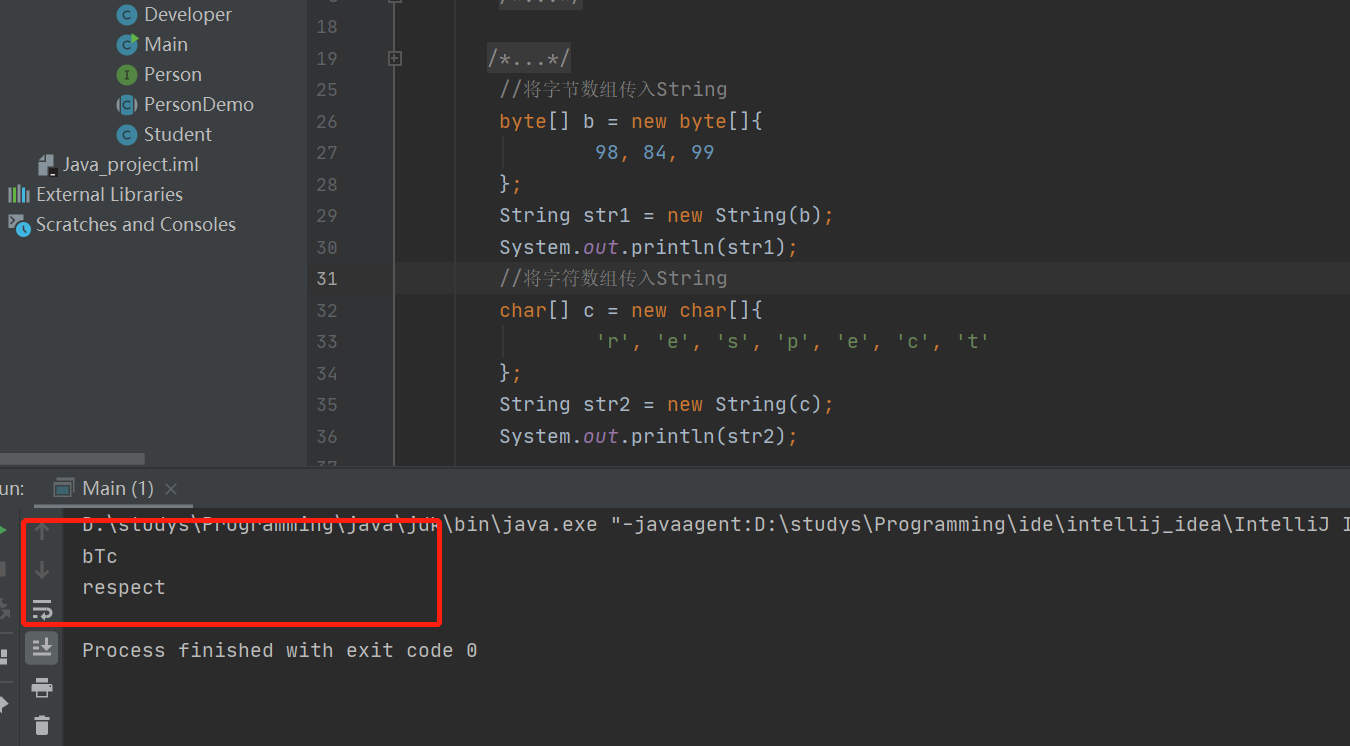 Developer
Main
Person
PersonDemo
Student
Java_project.iml
External Libraries
Scratches and Consoles
18
19 /*...*/
25 //将字节数组传入String
26 byte[] b = new byte[]{
27 98, 84, 99
28 };
29 String str1 = new String(b);
30 System.out.println(str1);
31 //将字符数组传入String
32 char[] c = new char[]{
33 'r', 'e', 's', 'p', 'e', 'c', 't'
34 };
35 String str2 = new String(c);
36 System.out.println(str2);
37
un: Main (1)
D:\studys\Programming\java\jdk\bin\java.exe "-javaagent:D:\studys\Programming\ide\intellij_idea\IntelliJ I
bTc
respect
Process finished with exit code 0